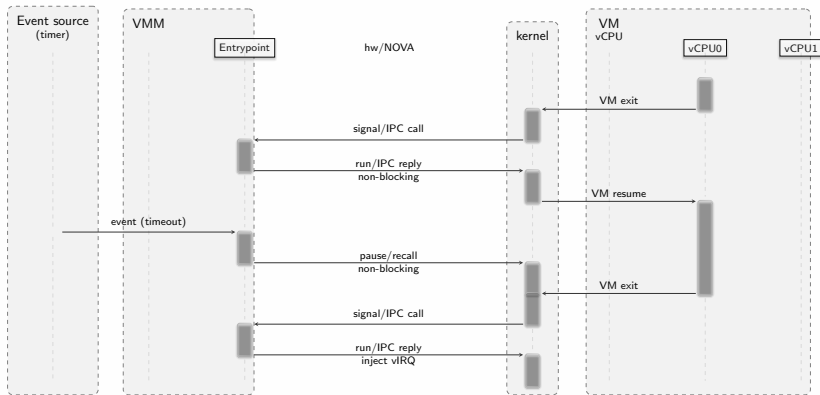 Event source
(timer)
VMM
Entrypoint
hw/NOVA
kernel
VM
vCPU
vCPU0
vCPU1
VM exit
signal/IPC call
run/IPC reply
non-blocking
VM resume
event (timeout)
pause/recall
non-blocking
VM exit
signal/IPC call
run/IPC reply
inject vIRQ